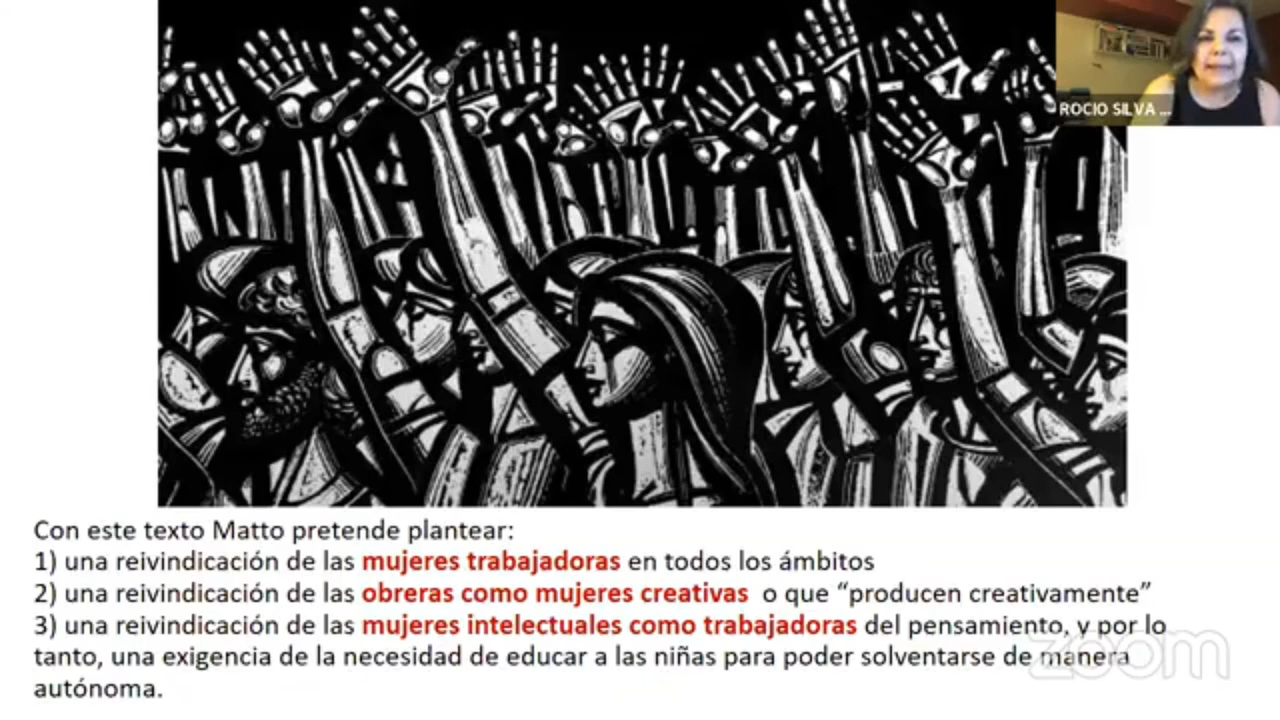 ROCIO SILVA ...
Con este texto Matto pretende plantear:
1) una reivindicación de las mujeres trabajadoras en todos los ámbitos
2) una reivindicación de las obreras como mujeres creativas o que “producen creativamente”
3) una reivindicación de las mujeres intelectuales como trabajadoras del pensamiento, y por lo
tanto, una exigencia de la necesidad de educar a las niñas para poder solventarse de manera
autónoma.
zoom